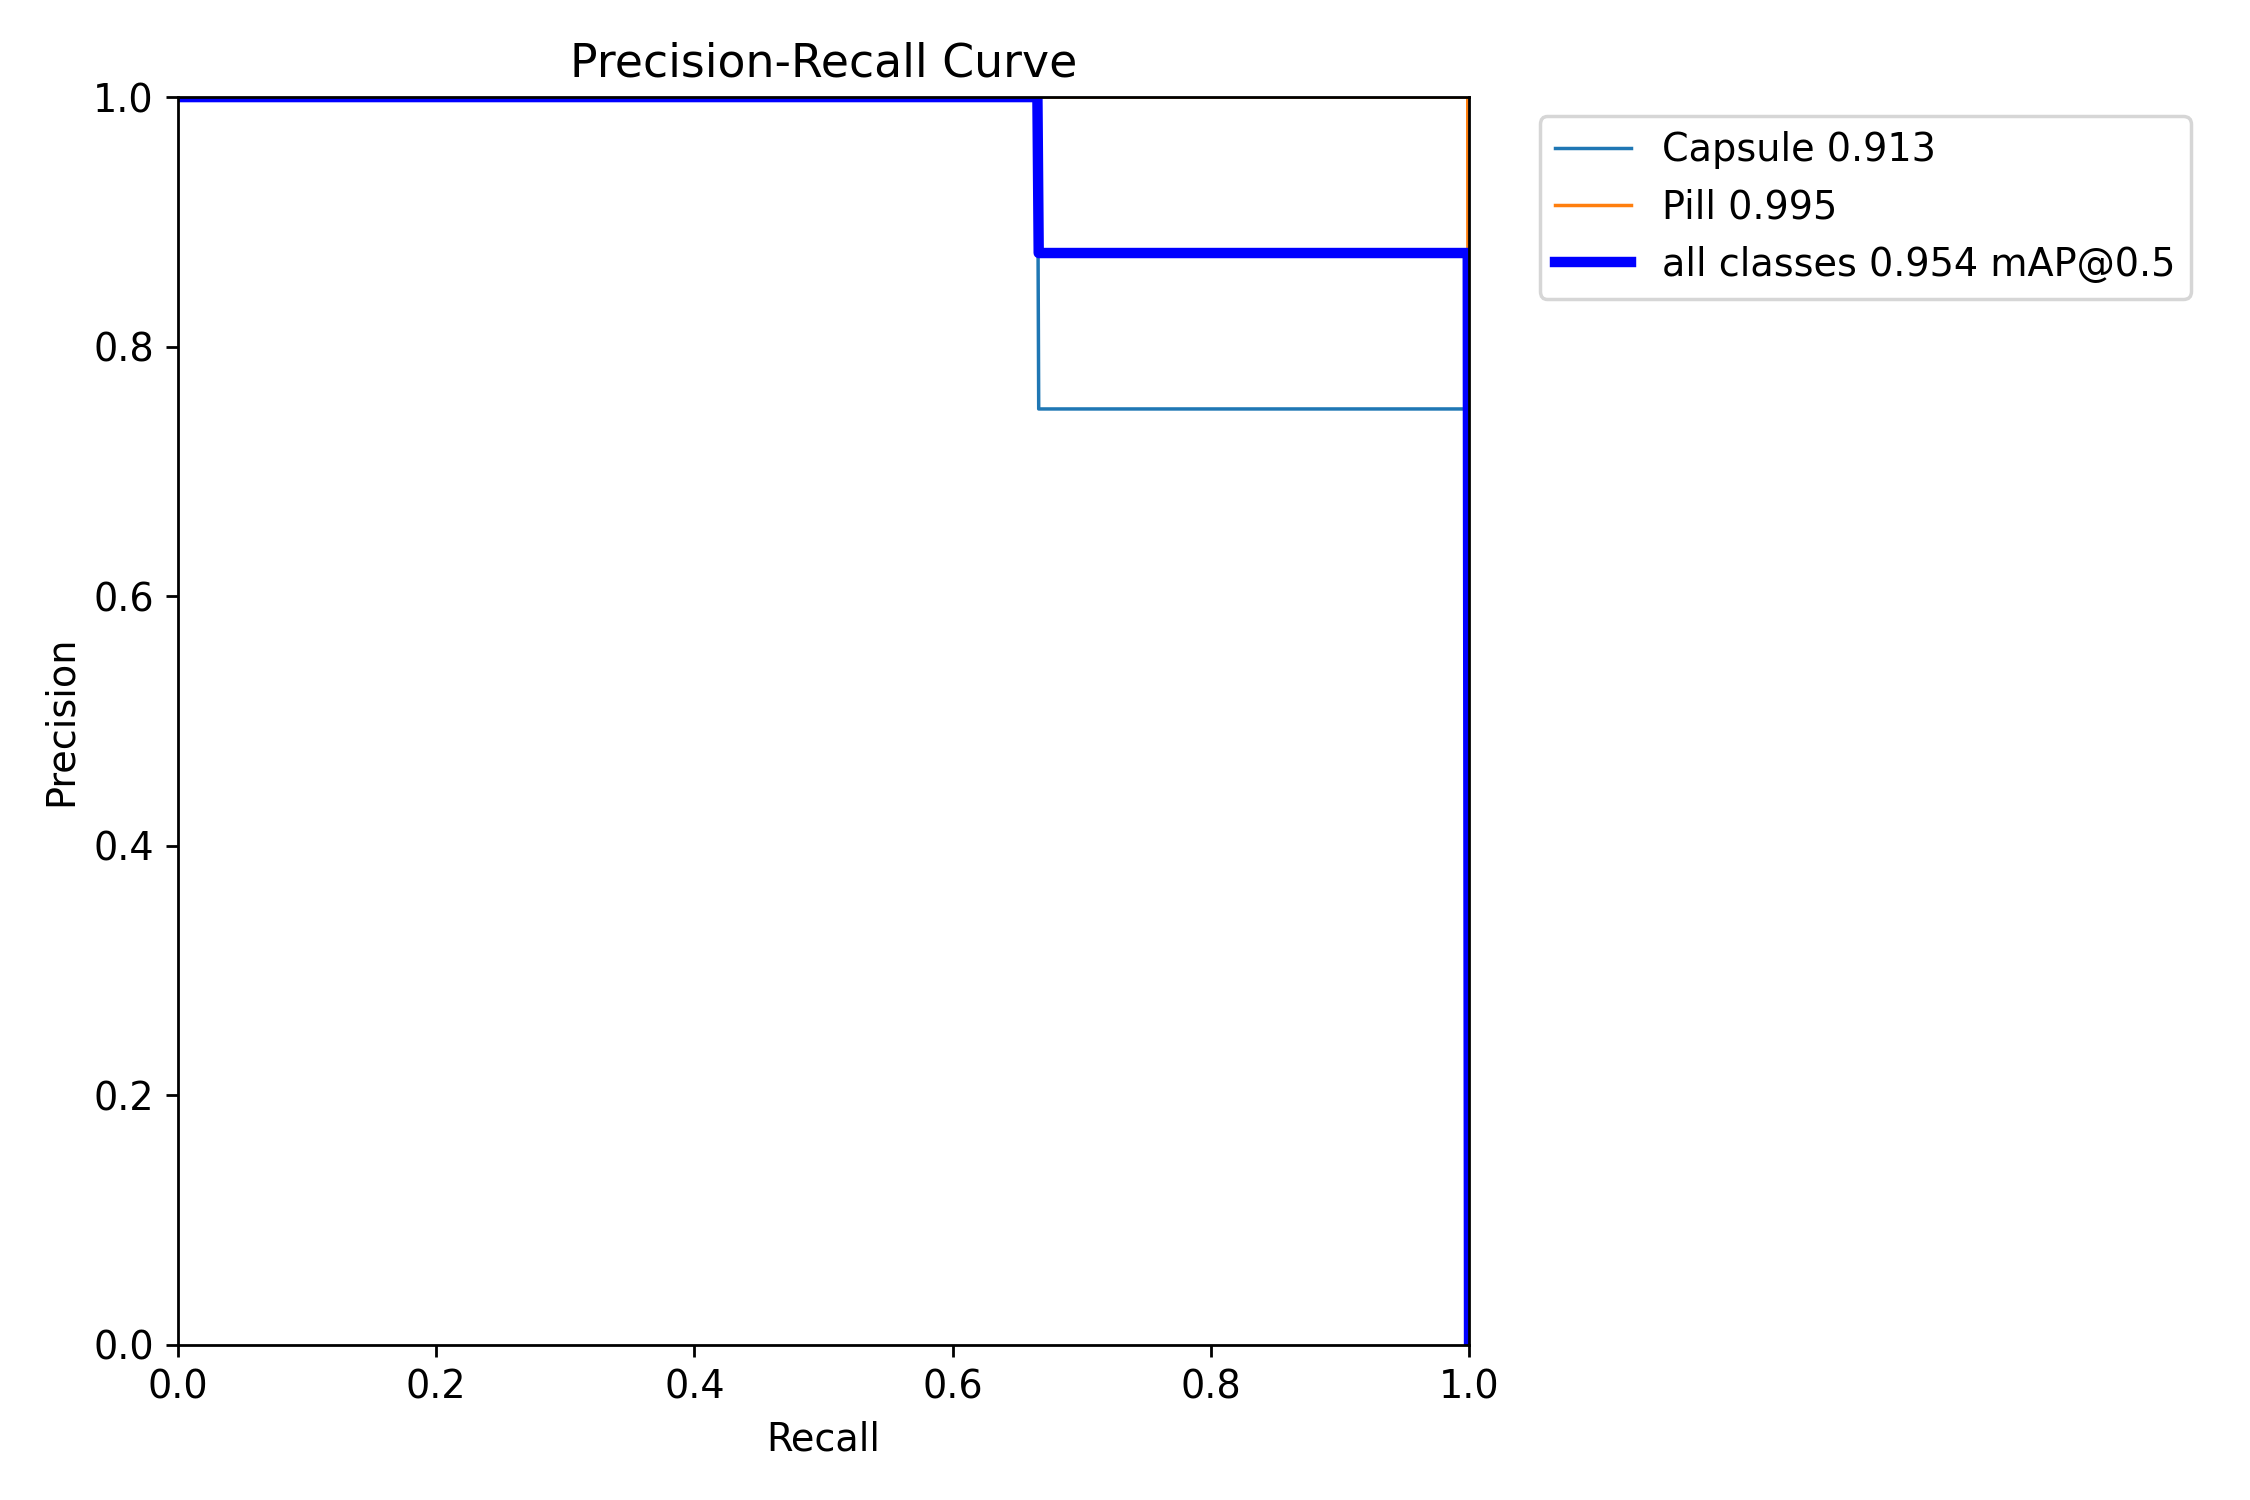 Precision-Recall Curve
1.0
0.8
0.6
0.4
0.2
0.0
Precision
0.0 0.2 0.4 0.6 0.8 1.0
Recall
Capsule 0.913
Pill 0.995
all classes 0.954 mAP@0.5